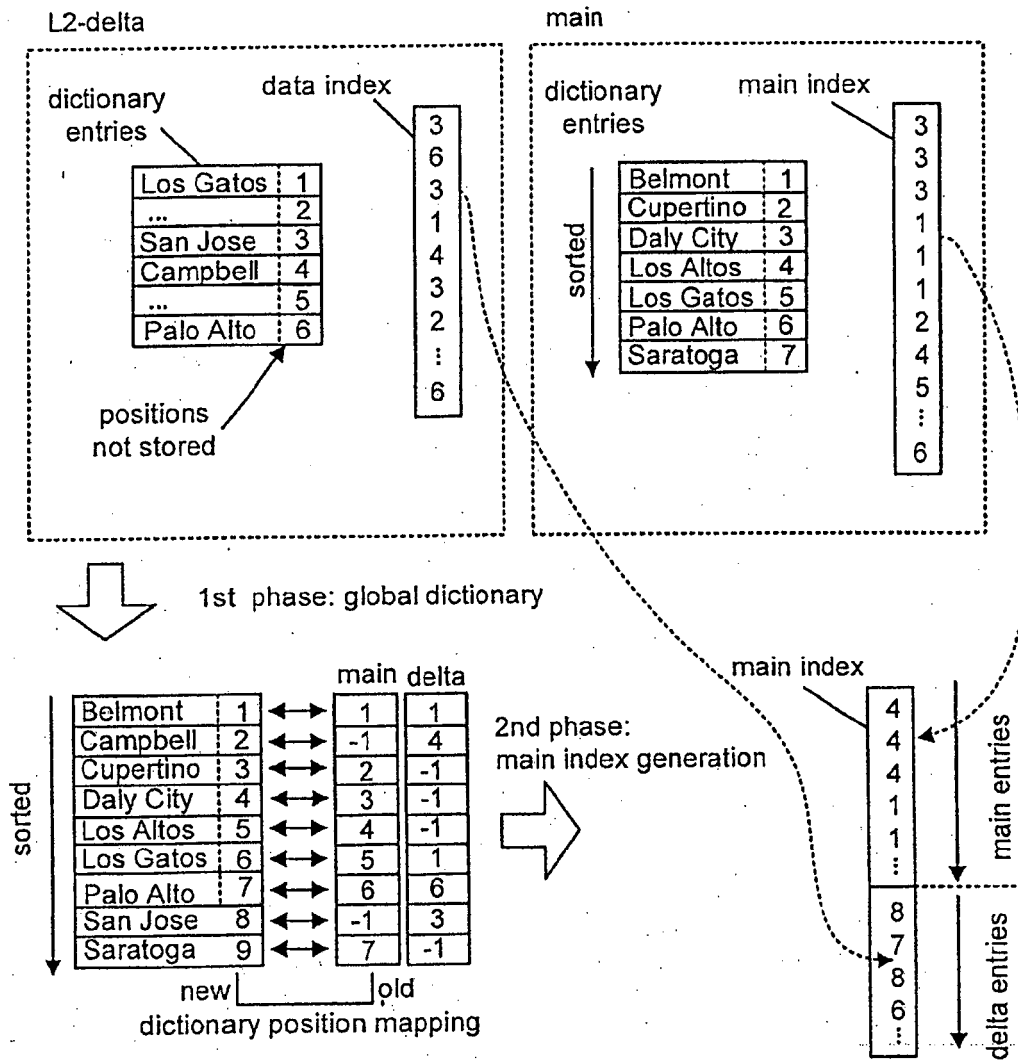 L2-delta
dictionary
entries
data index
Los Gatos 1
... 2
San Jose 3
Campbell 4
... 5
Palo Alto 6
positions
not stored
3
6
3
1
4
3
2
...
6
main
dictionary
entries
main index
sorted
Belmont 1
Cupertino 2
Daly City 3
Los Altos 4
Los Gatos 5
Palo Alto 6
Saratoga 7
3
3
3
1
1
1
2
4
5
...
6
1st phase: global dictionary
main delta
sorted
Belmont 1 1 1
Campbell 2 -1 4
Cupertino 3 2 -1
Daly City 4 3 -1
Los Altos 5 4 -1
Los Gatos 6 5 1
Palo Alto 7 6 6
San Jose 8 -1 3
Saratoga 9 7 -1
new old
dictionary position mapping
2nd phase:
main index generation
main index
4
4
4
1
1
...
main entries
8
7
8
6
...
delta entries